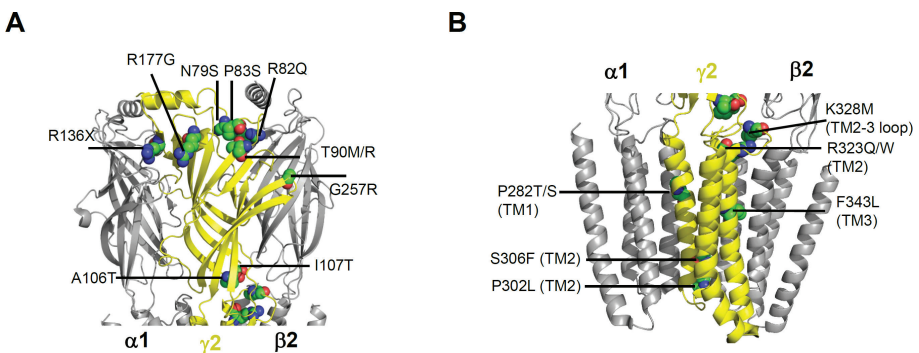 A
R177G
N79S
P83S
R82Q
R136X
T90M/R
G257R
I107T
A106T
α1
γ2
β2
B
α1
γ2
β2
K328M
(TM2-3 loop)
R323Q/W
(TM2)
P282T/S
(TM1)
F343L
(TM3)
S306F (TM2)
P302L (TM2)